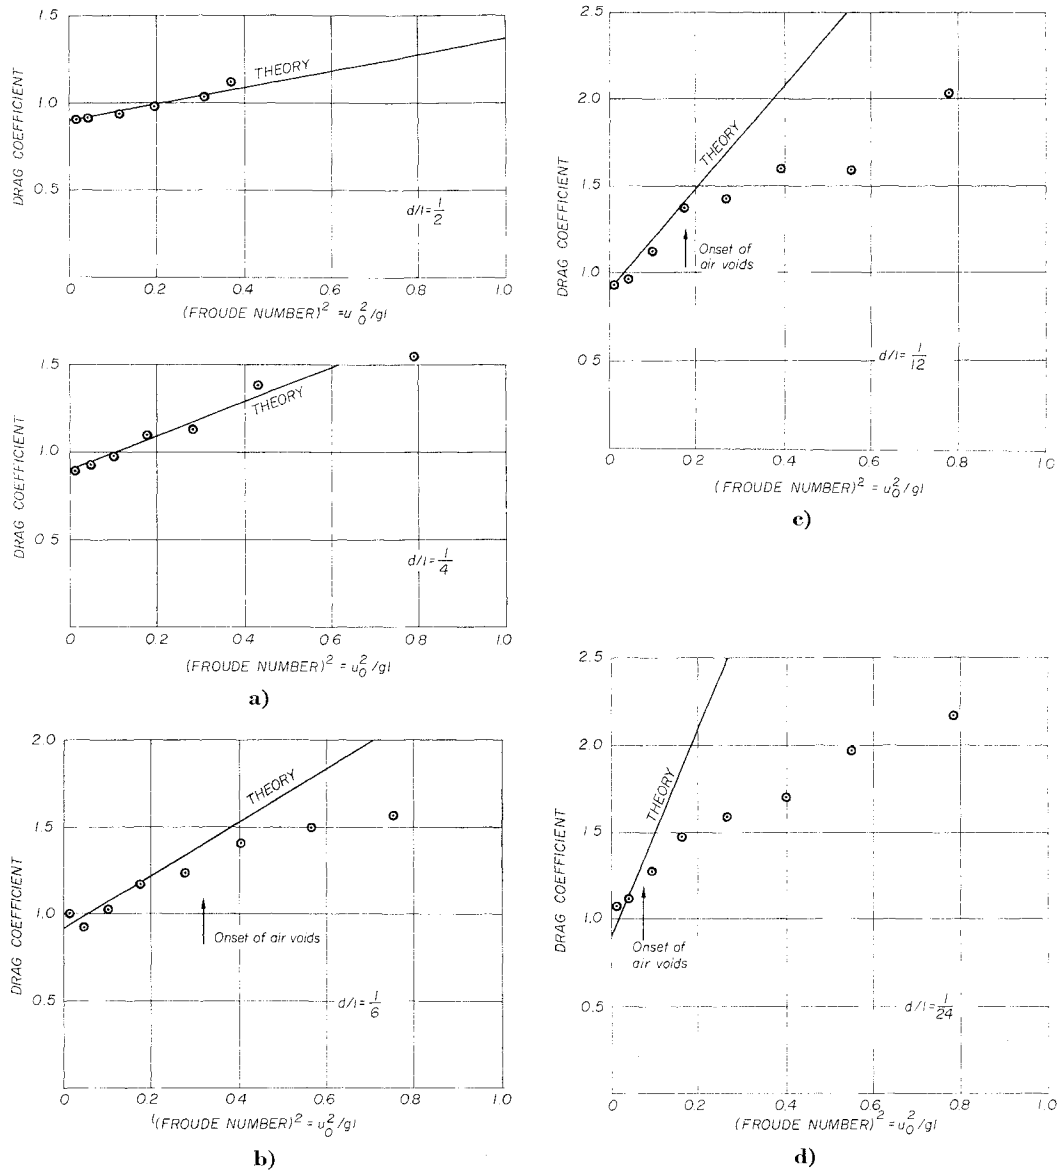 1.5
1.0
0.5
0
DRAG COEFFICIENT
THEORY
d/l = 1/2
0 0.2 0.4 0.6 0.8 1.0
(FROUDE NUMBER)² = u₀²/gl
1.5
1.0
0.5
0
DRAG COEFFICIENT
THEORY
d/l = 1/4
0 0.2 0.4 0.6 0.8 1.0
(FROUDE NUMBER)² = u₀²/gl
a)
2.0
1.5
1.0
0.5
DRAG COEFFICIENT
THEORY
Onset of air voids
d/l = 1/6
0 0.2 0.4 0.6 0.8 1.0
((FROUDE NUMBER)² = u₀²/gl
b)
2.5
2.0
1.5
1.0
0.5
DRAG COEFFICIENT
THEORY
Onset of
air voids
d/l = 1/12
0 0.2 0.4 0.6 0.8 1.0
(FROUDE NUMBER)² = u₀²/gl
c)
2.5
2.0
1.5
1.0
0.5
DRAG COEFFICIENT
THEORY
Onset of
air voids
d/l = 1/24
0 0.2 0.4 0.6 0.8 1.0
(FROUDE NUMBER)² = u₀²/gl
d)